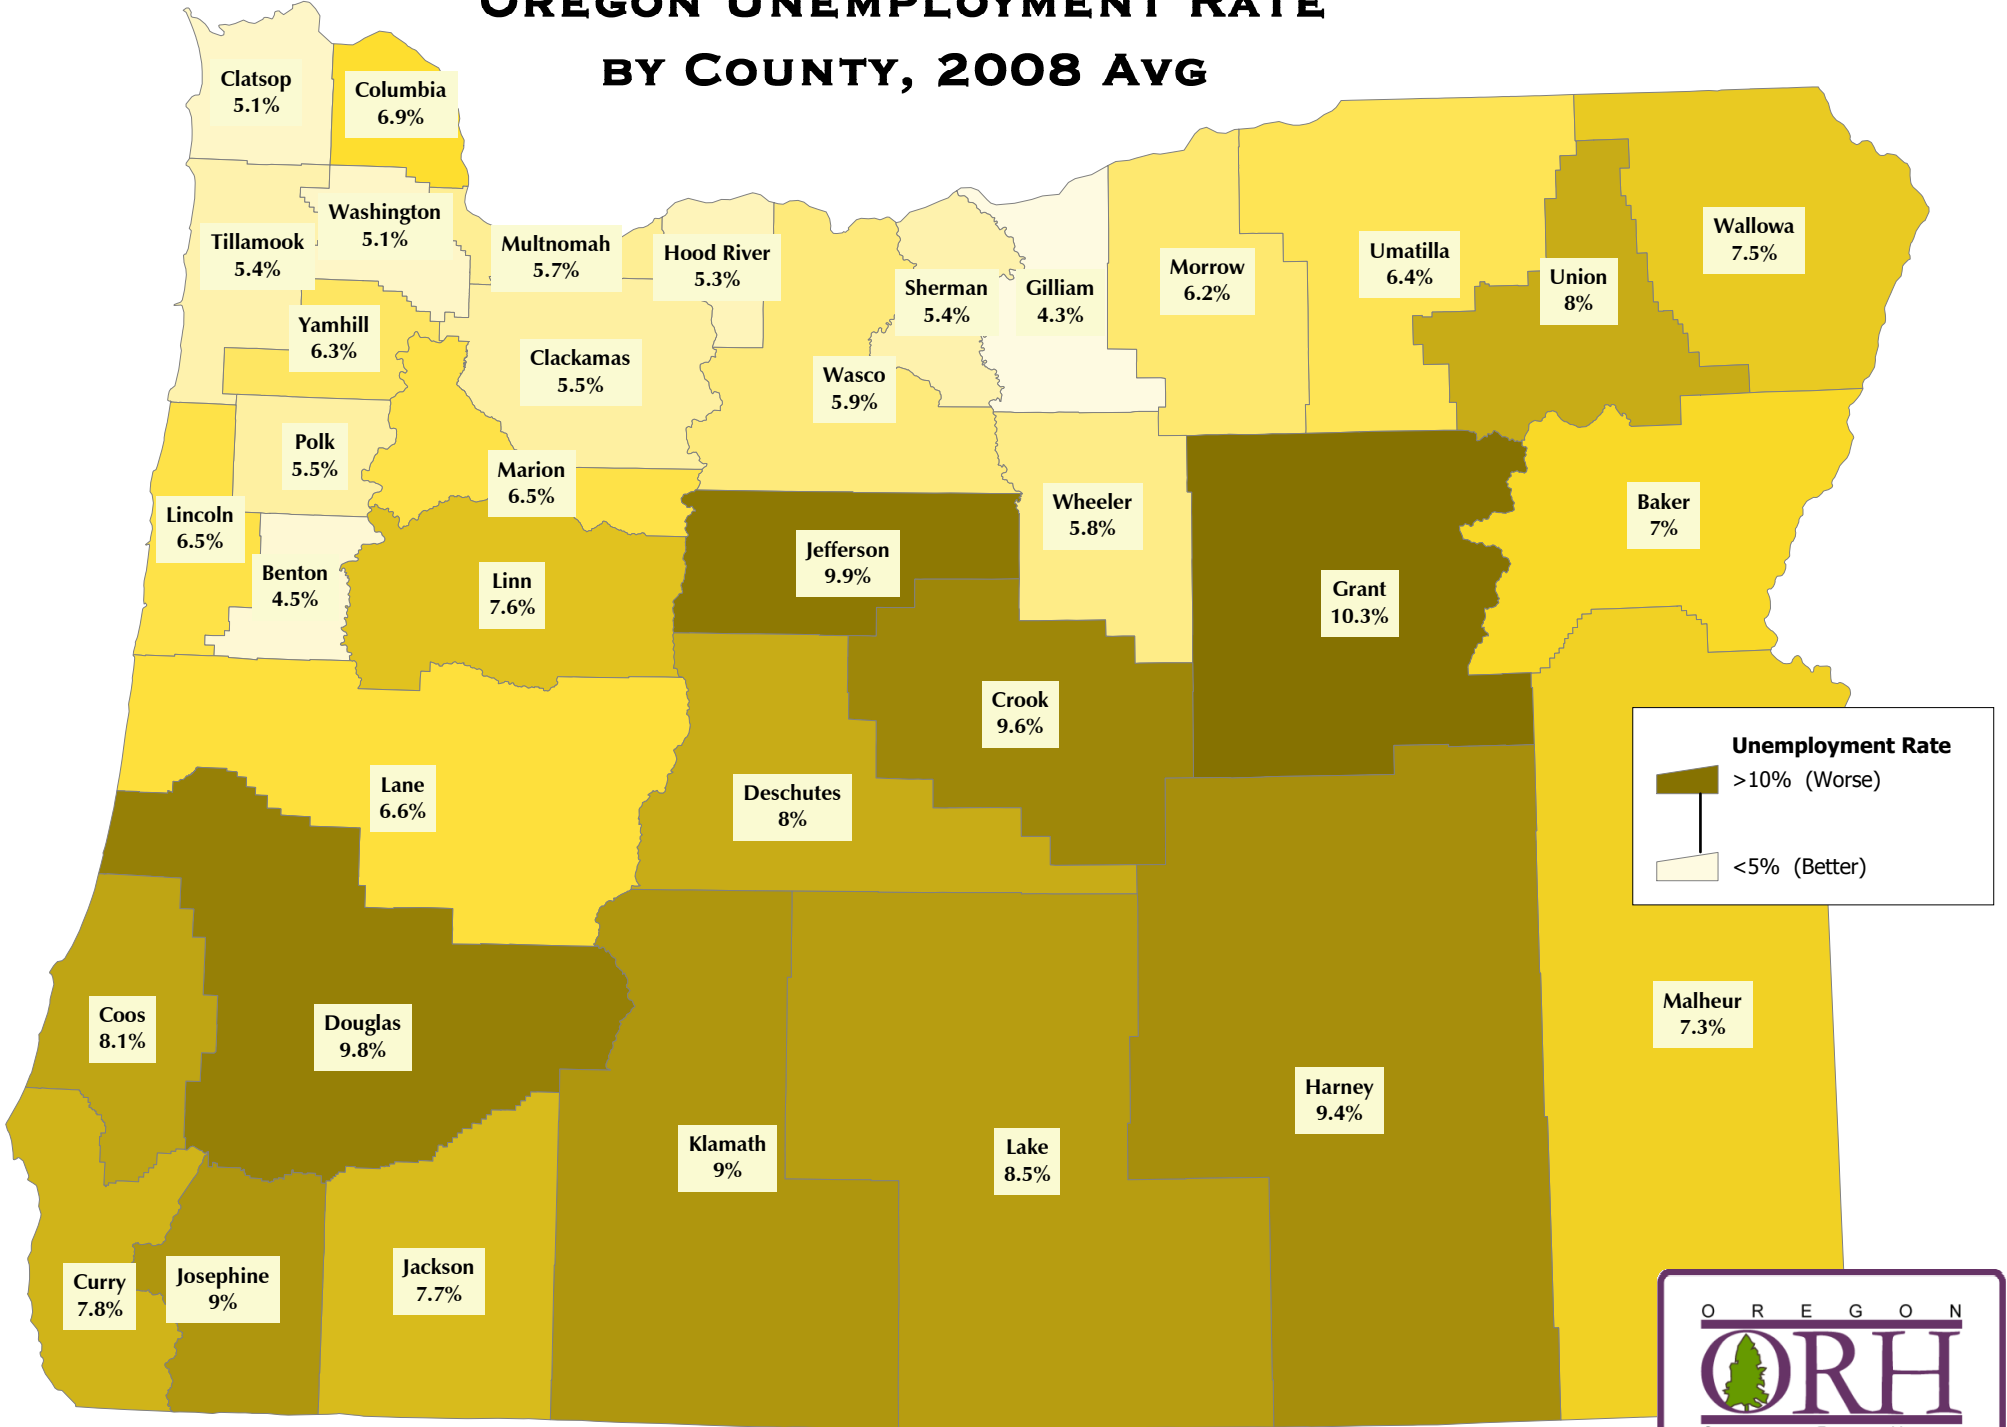 OREGON UNEMPLOYMENT RATE
BY COUNTY, 2008 AVG
Clatsop
5.1%
Columbia
6.9%
Washington
5.1%
Tillamook
5.4%
Multnomah
5.7%
Hood River
5.3%
Sherman
5.4%
Gilliam
4.3%
Morrow
6.2%
Umatilla
6.4%
Union
8%
Wallowa
7.5%
Yamhill
6.3%
Clackamas
5.5%
Wasco
5.9%
Polk
5.5%
Marion
6.5%
Lincoln
6.5%
Benton
4.5%
Linn
7.6%
Jefferson
9.9%
Wheeler
5.8%
Grant
10.3%
Baker
7%
Crook
9.6%
Lane
6.6%
Deschutes
8%
Unemployment Rate
>10% (Worse)
<5% (Better)
Coos
8.1%
Douglas
9.8%
Malheur
7.3%
Harney
9.4%
Klamath
9%
Lake
8.5%
Curry
7.8%
Josephine
9%
Jackson
7.7%
OREGON
ORH